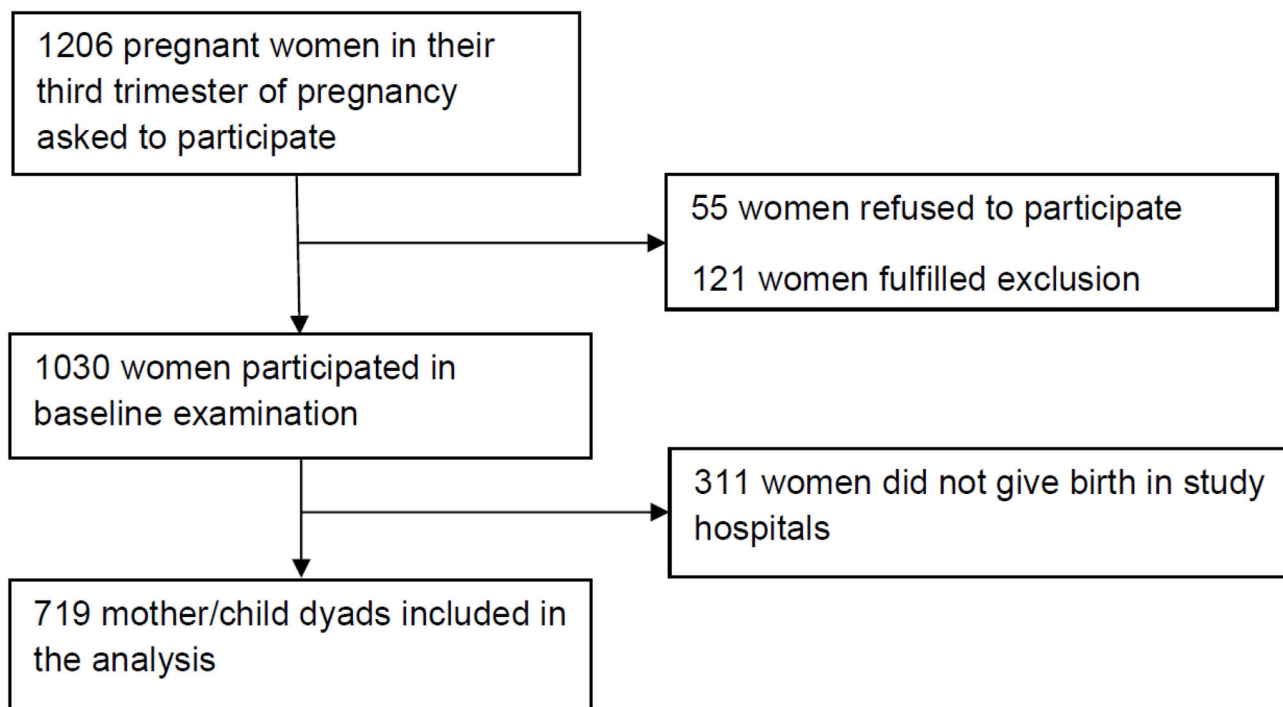 1206 pregnant women in their
third trimester of pregnancy
asked to participate
55 women refused to participate
121 women fulfilled exclusion
1030 women participated in
baseline examination
311 women did not give birth in study
hospitals
719 mother/child dyads included in
the analysis